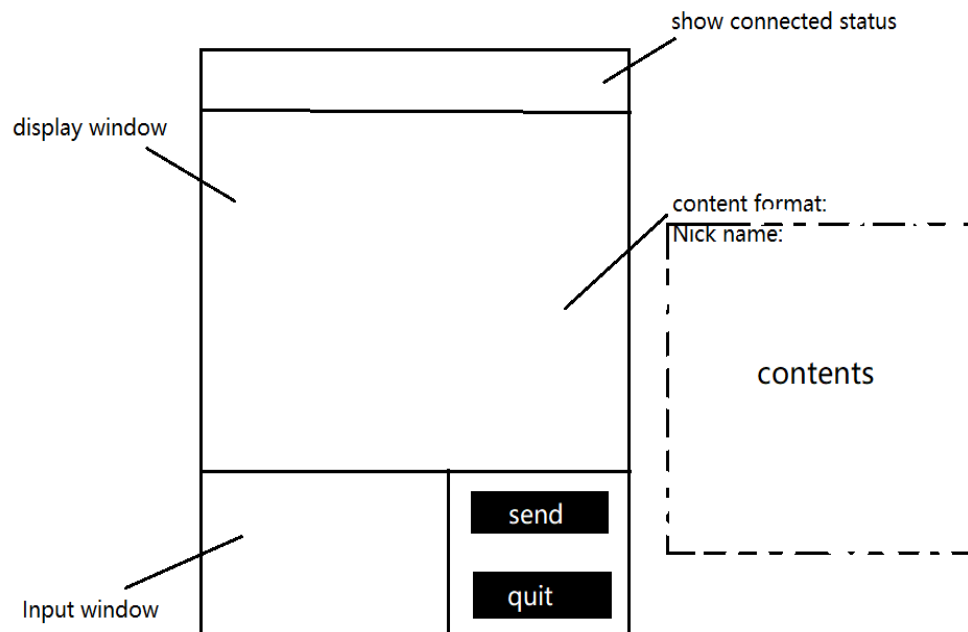 show connected status
display window
content format:
Nick name:
contents
send
quit
Input window